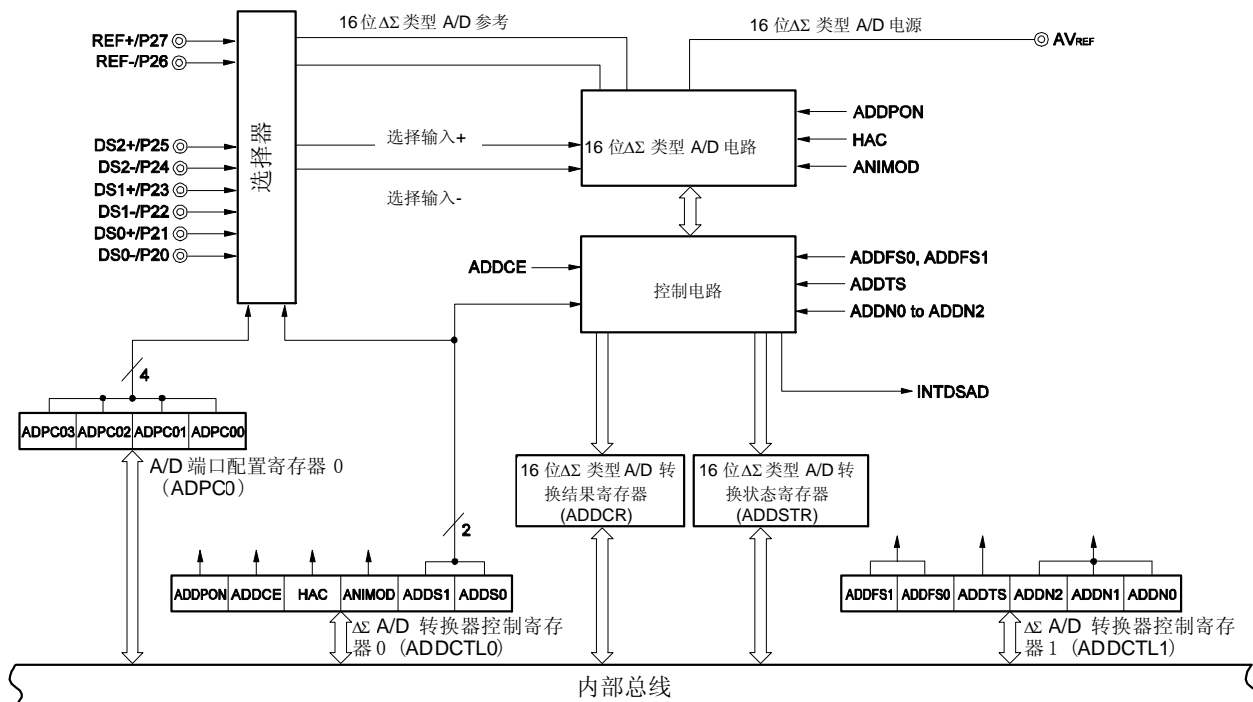 16 位ΔΣ 类型 A/D 参考
16 位ΔΣ 类型 A/D 电源
REF+/P27
REF-/P26
AVREF
选择器
DS2+/P25
DS2-/P24
DS1+/P23
DS1-/P22
DS0+/P21
DS0-/P20
选择输入+
选择输入-
16 位ΔΣ 类型 A/D 电路
ADDPON
HAC
ANIMOD
ADDCE
控制电路
ADDFS0, ADDFS1
ADDTS
ADDN0 to ADDN2
INTDSAD
4
ADPC03 ADPC02 ADPC01 ADPC00
A/D 端口配置寄存器 0
（ADPC0）
16 位ΔΣ 类型 A/D 转
换结果寄存器
(ADDCR)
16 位ΔΣ 类型 A/D 转
换状态寄存器
(ADDSTR)
2
ADDPON ADDCE HAC ANIMOD ADDS1 ADDS0
ΔΣ A/D 转换器控制寄存
器 0（ADDCTL0）
ADDFS1 ADDFS0 ADDTS ADDN2 ADDN1 ADDN0
ΔΣ A/D 转换器控制寄存
器 1（ADDCTL1）
内部总线